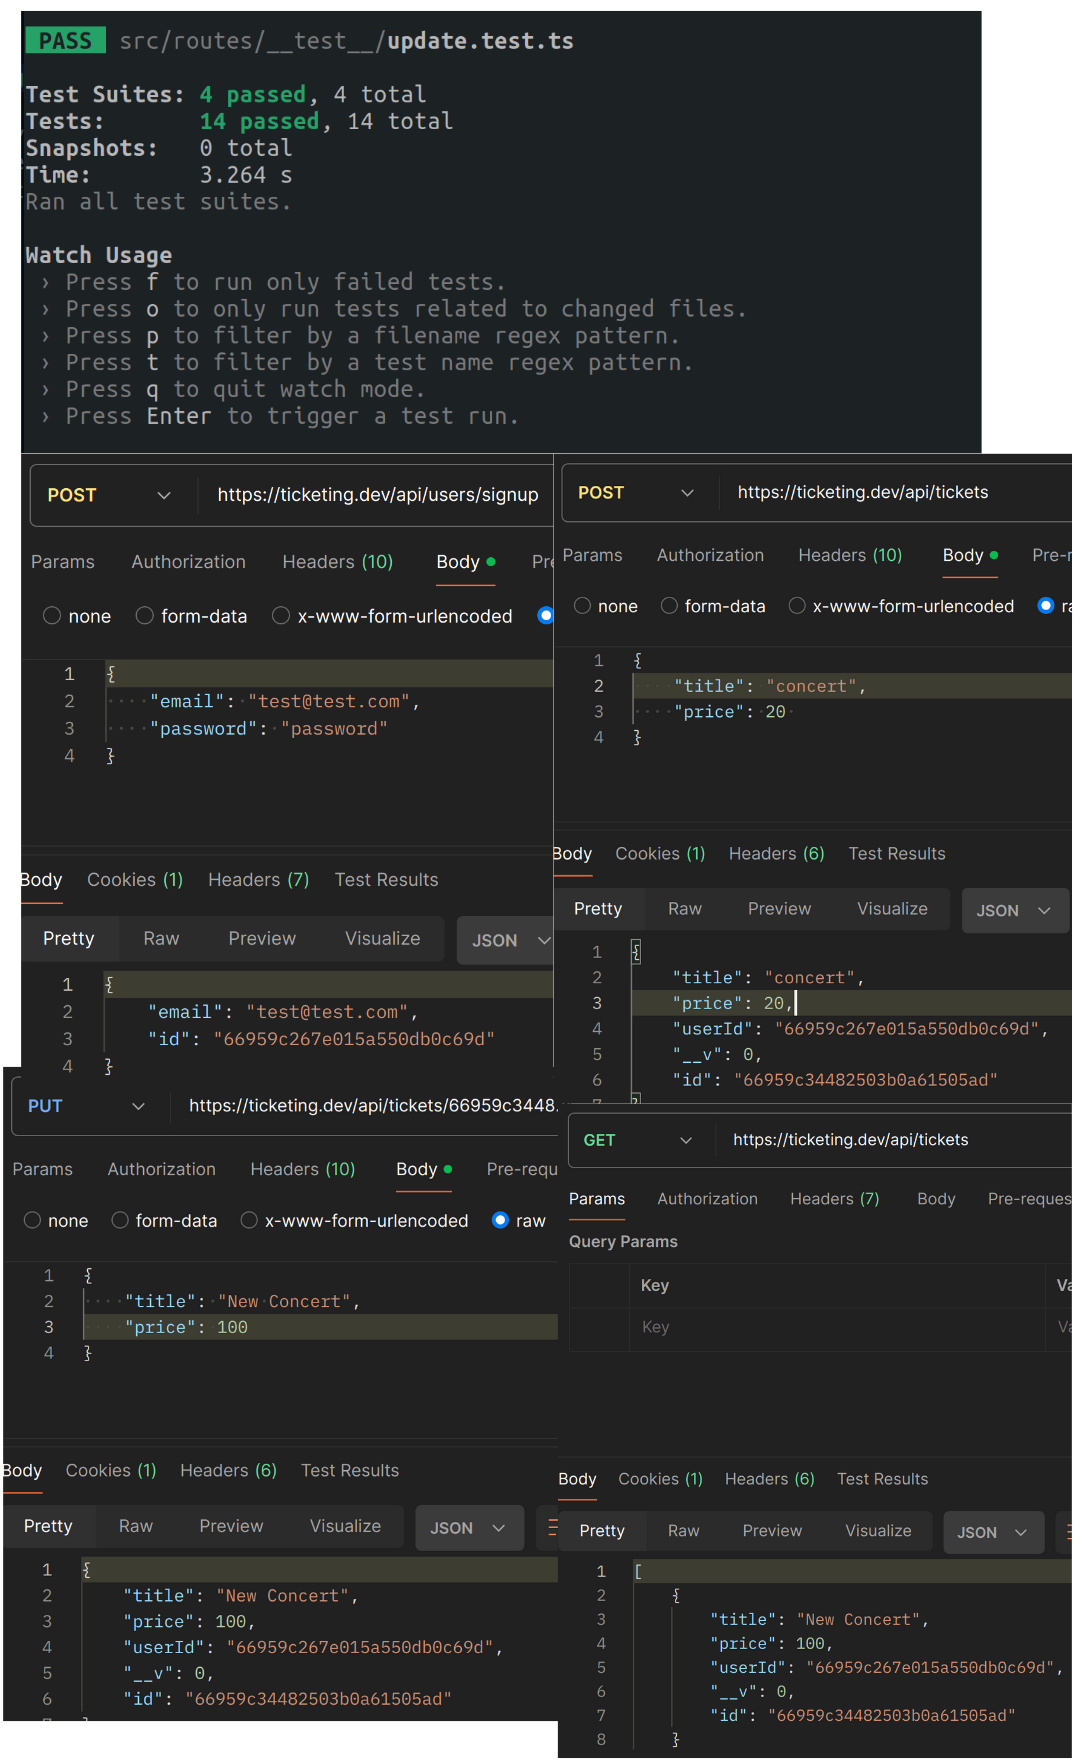 PASS src/routes/__test__/update.test.ts
Test Suites: 4 passed, 4 total
Tests: 14 passed, 14 total
Snapshots: 0 total
Time: 3.264 s
Ran all test suites.
Watch Usage
› Press f to run only failed tests.
› Press o to only run tests related to changed files.
› Press p to filter by a filename regex pattern.
› Press t to filter by a test name regex pattern.
› Press q to quit watch mode.
› Press Enter to trigger a test run.
POST https://ticketing.dev/api/users/signup
Params Authorization Headers (10) Body
none form-data x-www-form-urlencoded
1 {
2 "email": "test@test.com",
3 "password": "password"
4 }
Body Cookies (1) Headers (7) Test Results
Pretty Raw Preview Visualize JSON
1 {
2 "email": "test@test.com",
3 "id": "66959c267e015a550db0c69d"
4 }
POST https://ticketing.dev/api/tickets
Params Authorization Headers (10) Body Pre-r
none form-data x-www-form-urlencoded
1 {
2 "title": "concert",
3 "price": 20
4 }
Body Cookies (1) Headers (6) Test Results
Pretty Raw Preview Visualize JSON
1 {
2 "title": "concert",
3 "price": 20,
4 "userId": "66959c267e015a550db0c69d",
5 "__v": 0,
6 "id": "66959c34482503b0a61505ad"
PUT https://ticketing.dev/api/tickets/66959c3448.
Params Authorization Headers (10) Body Pre-requ
none form-data x-www-form-urlencoded raw
1 {
2 "title": "New Concert",
3 "price": 100
4 }
Body Cookies (1) Headers (6) Test Results
Pretty Raw Preview Visualize JSON
1 {
2 "title": "New Concert",
3 "price": 100,
4 "userId": "66959c267e015a550db0c69d",
5 "__v": 0,
6 "id": "66959c34482503b0a61505ad"
GET https://ticketing.dev/api/tickets
Params Authorization Headers (7) Body Pre-reques
Query Params
Key Va
Key Va
Body Cookies (1) Headers (6) Test Results
Pretty Raw Preview Visualize JSON
1 [
2 {
3 "title": "New Concert",
4 "price": 100,
5 "userId": "66959c267e015a550db0c69d",
6 "__v": 0,
7 "id": "66959c34482503b0a61505ad"
8 }